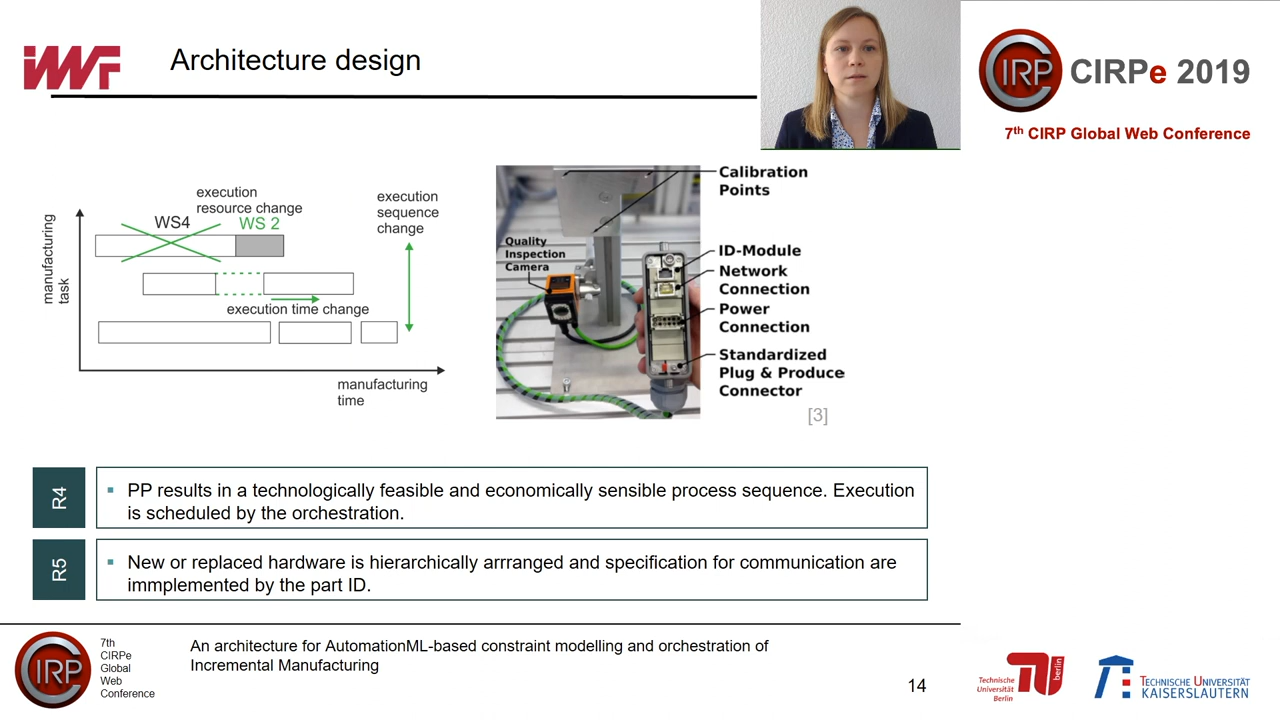 iWF
Architecture design
CIRP
CIRPe 2019
7th CIRP Global Web Conference
manufacturing
task
execution
resource change
WS4
WS 2
execution
sequence
change
execution time change
manufacturing
time
Quality
Inspection
Camera
Calibration
Points
ID-Module
Network
Connection
Power
Connection
Standardized
Plug & Produce
Connector
[3]
R4
PP results in a technologically feasible and economically sensible process sequence. Execution
is scheduled by the orchestration.
R5
New or replaced hardware is hierarchically arrranged and specification for communication are
immplemented by the part ID.
CIRP
7th
CIRPe
Global
Web
Conference
An architecture for AutomationML-based constraint modelling and orchestration of
Incremental Manufacturing
14
Technische
Universität
Berlin
berlin
TECHNISCHE UNIVERSITÄT
KAISERSLAUTERN